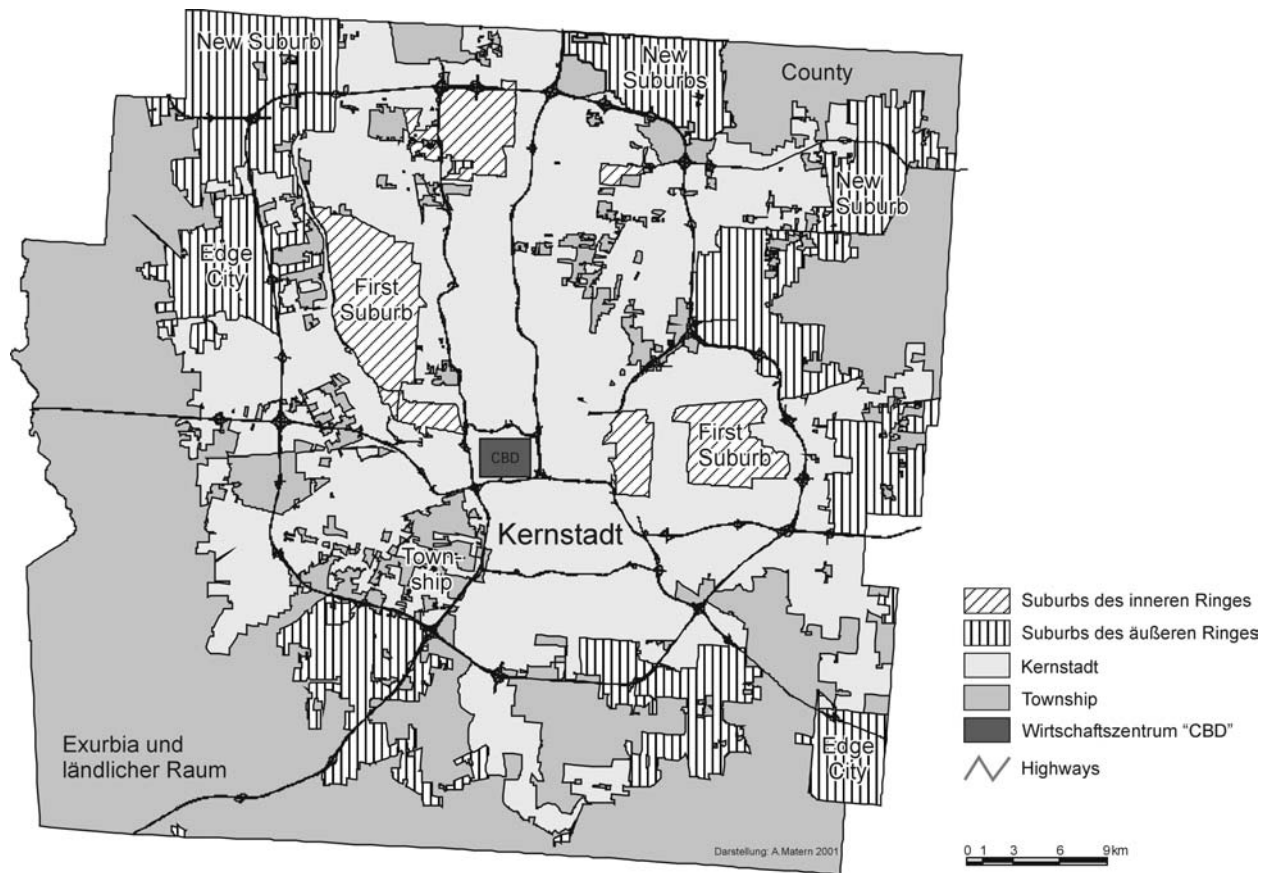 New Suburb
New
Suburbs
County
New
Suburb
Edge
City
First
Suburb
First
Suburb
CBD
Kernstadt
Town-
ship
Exurbia und
ländlicher Raum
Edge
City
Suburbs des inneren Ringes
Suburbs des äußeren Ringes
Kernstadt
Township
Wirtschaftszentrum “CBD”
Highways
Darstellung: A.Matern 2001
0 1 3 6 9km